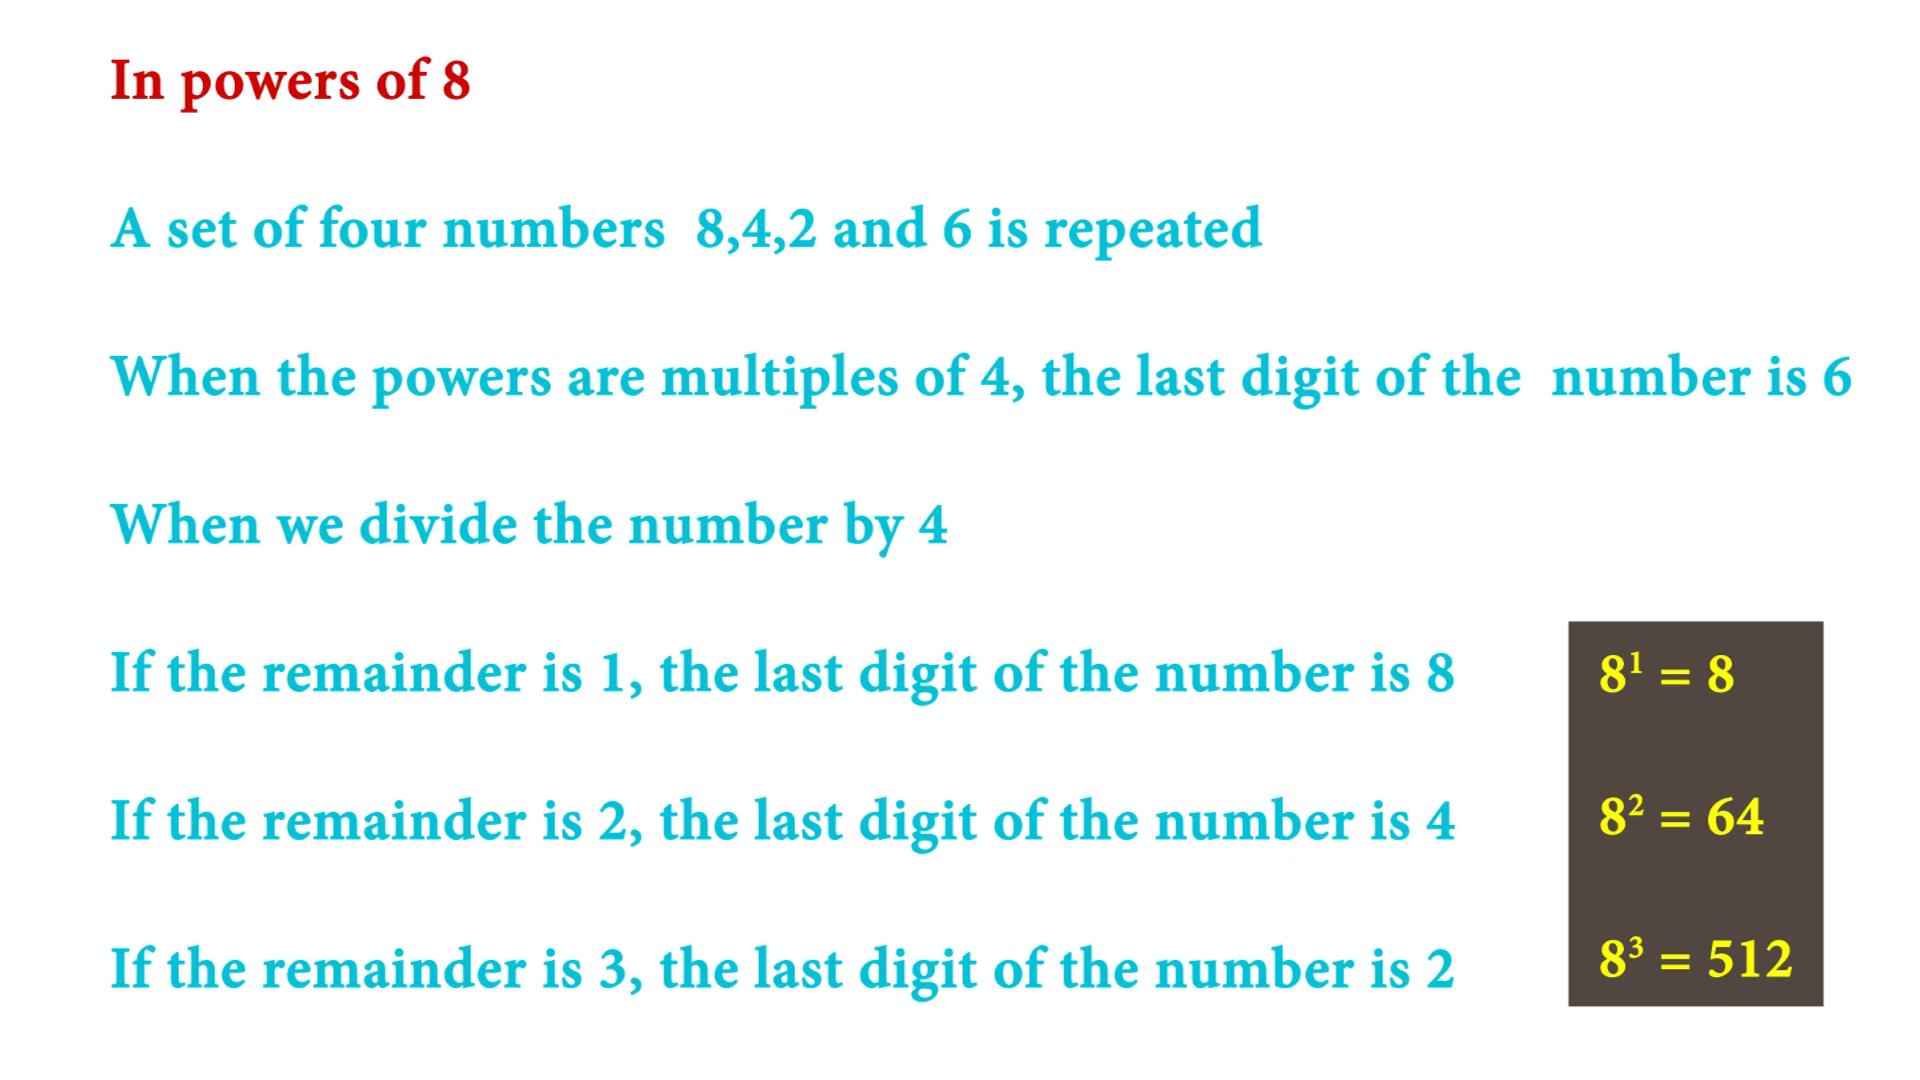 In powers of 8
A set of four numbers 8,4,2 and 6 is repeated
When the powers are multiples of 4, the last digit of the number is 6
When we divide the number by 4
If the remainder is 1, the last digit of the number is 8
8¹ = 8
If the remainder is 2, the last digit of the number is 4
8² = 64
If the remainder is 3, the last digit of the number is 2
8³ = 512